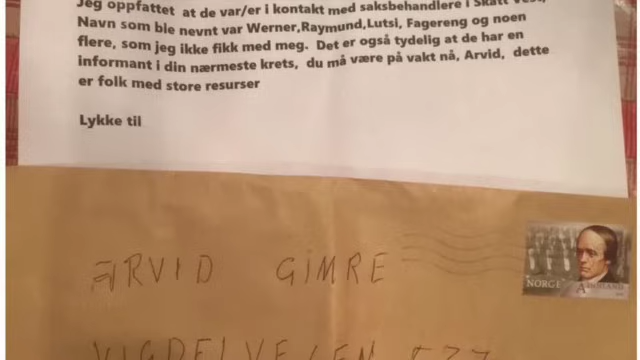 Jeg oppfattet at de var/er i kontakt med saksbehandlere i Skatt Vest,
Navn som ble nevnt var Werner,Raymund,Lutsi, Fagereng og noen
flere, som jeg ikke fikk med meg. Det er også tydelig at de har en
informant i din nærmeste krets, du må være på vakt nå, Arvid, dette
er folk med store resurser
Lykke til
ARVID GIMRE
NORGE A INNLAND
VIGDELVEIEN 577